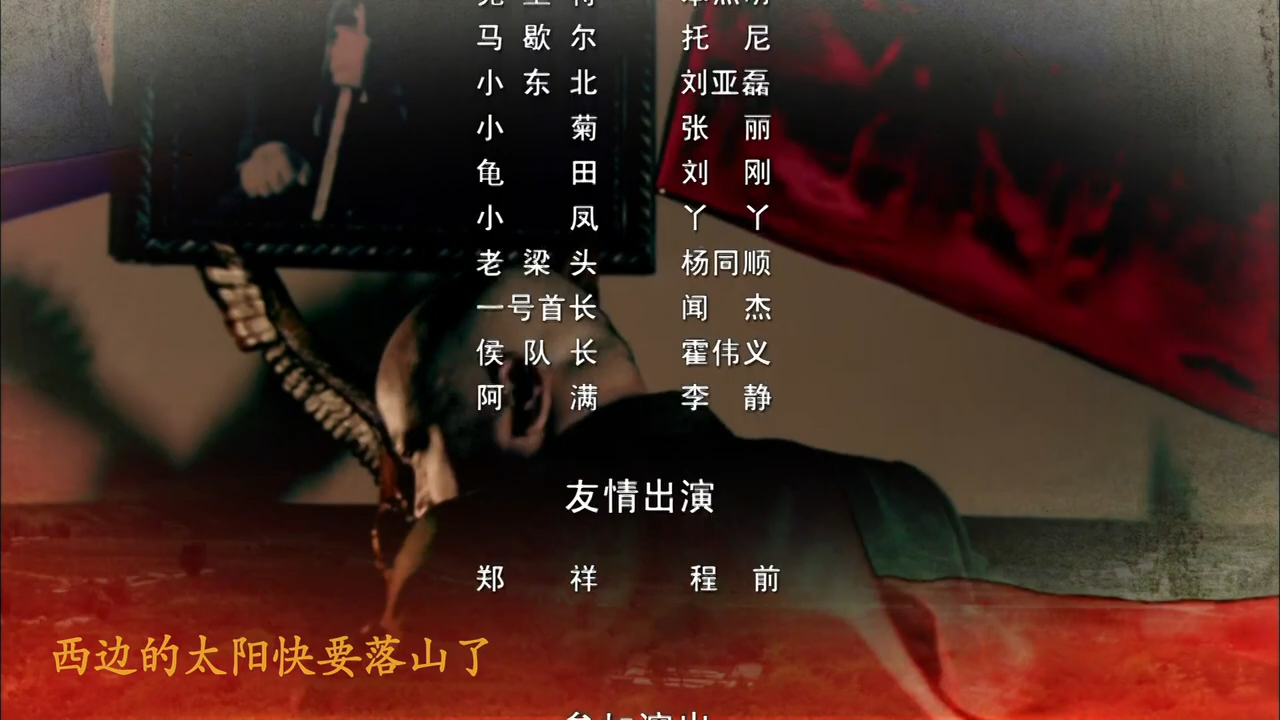 马歇尔 托尼
小东北 刘亚磊
小菊 张丽
龟田 刘刚
小凤 丫丫
老梁头 杨同顺
一号首长 闻杰
侯队长 霍伟义
阿满 李静
友情出演
郑祥 程前
西边的太阳快要落山了